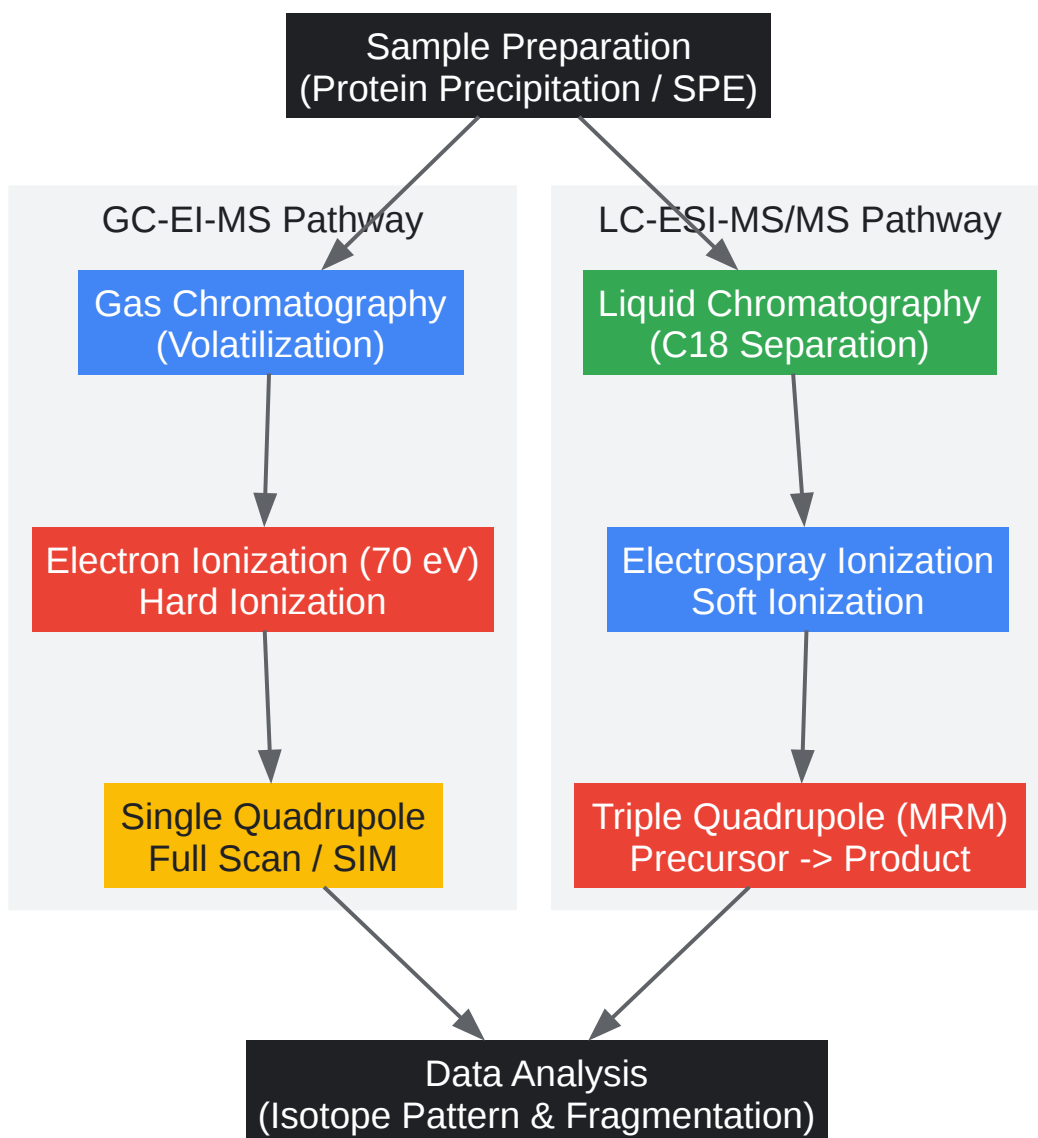 Sample Preparation
(Protein Precipitation / SPE)
GC-EI-MS Pathway
Gas Chromatography
(Volatilization)
Electron Ionization (70 eV)
Hard Ionization
Single Quadrupole
Full Scan / SIM
LC-ESI-MS/MS Pathway
Liquid Chromatography
(C18 Separation)
Electrospray Ionization
Soft Ionization
Triple Quadrupole (MRM)
Precursor -> Product
Data Analysis
(Isotope Pattern & Fragmentation)